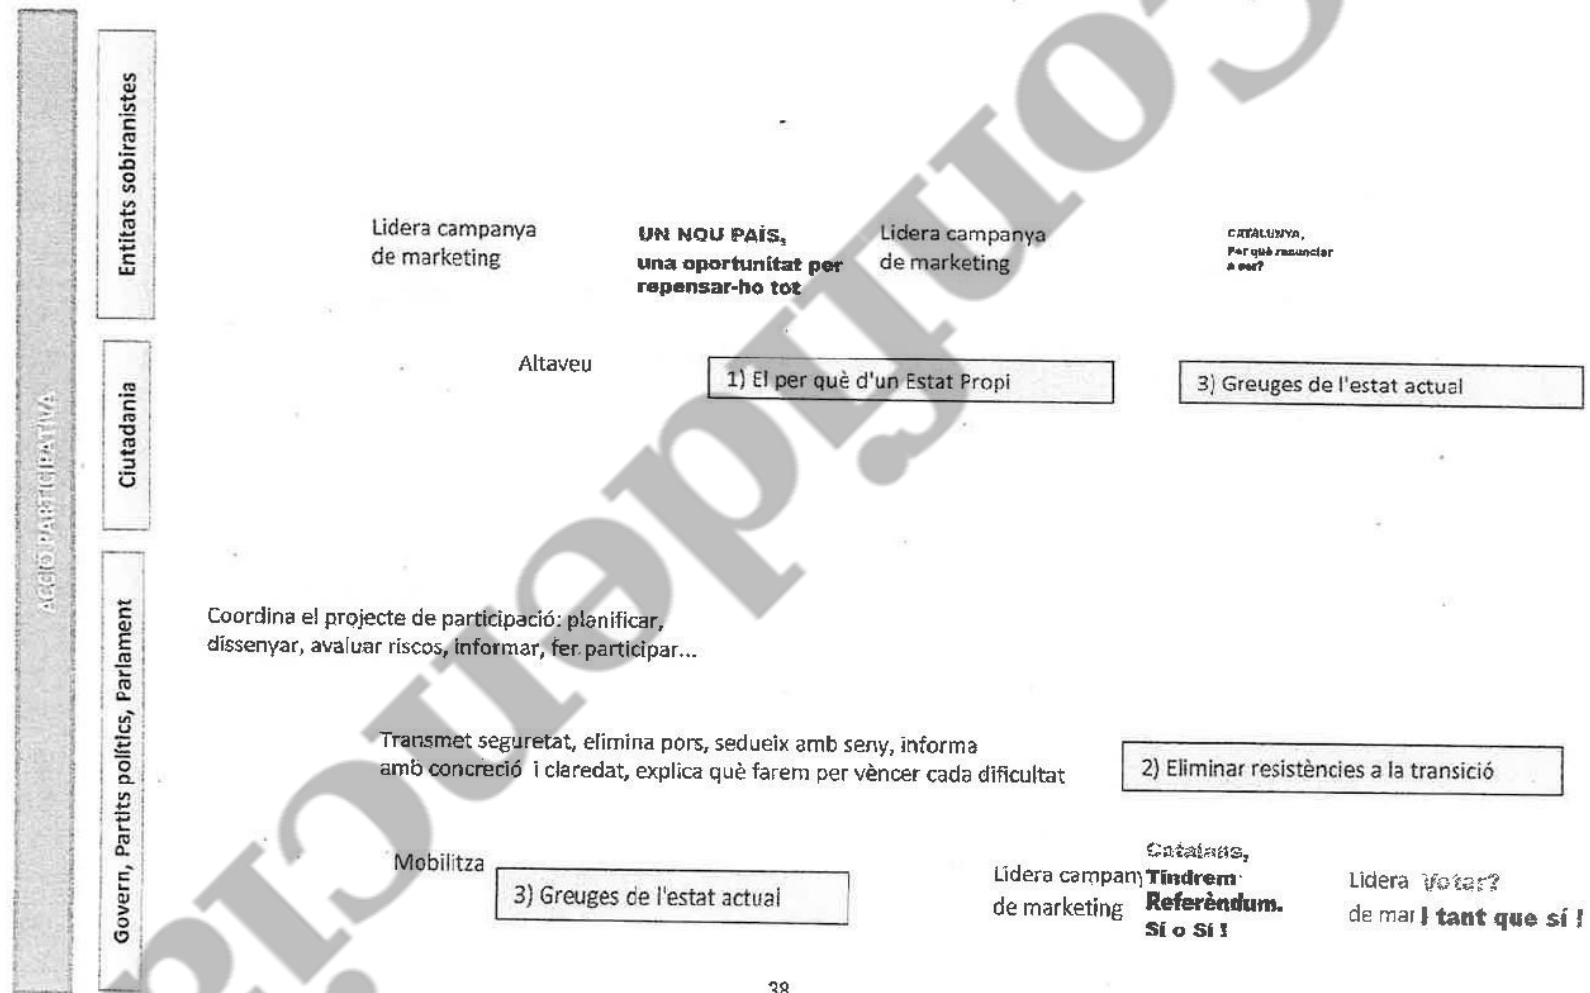 ACCIÓ PARTICIPATIVA
Entitats sobiranistes
Lidera campanya
de marketing
UN NOU PAÍS,
una oportunitat per
repensar-ho tot
Lidera campanya
de marketing
CATALUNYA,
Per què renunciar
a ser?
Ciutadania
Altaveu
1) El per què d'un Estat Propi
3) Greuges de l'estat actual
Govern, Partits polítics, Parlament
Coordina el projecte de participació: planificar,
dissenyar, avaluar riscos, informar, fer participar...
Transmet seguretat, elimina pors, sedueix amb seny, informa
amb concreció i claredat, explica què farem per vèncer cada dificultat
2) Eliminar resistències a la transició
Mobilitza
3) Greuges de l'estat actual
Lidera campany
de marketing
Catalans,
Tindrem
Referèndum.
Sí o Sí !
Lidera Votar?
de mar I tant que sí !
38
Confidencia